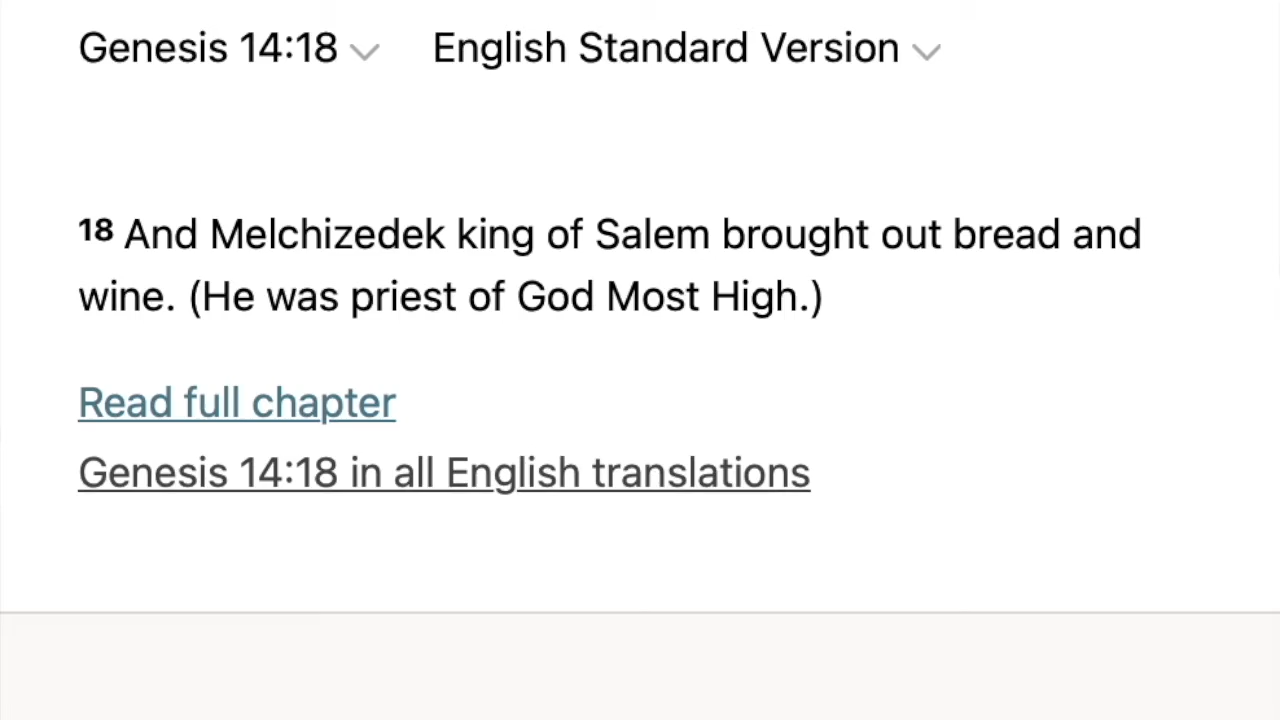 Genesis 14:18 English Standard Version
18 And Melchizedek king of Salem brought out bread and
wine. (He was priest of God Most High.)
Read full chapter
Genesis 14:18 in all English translations